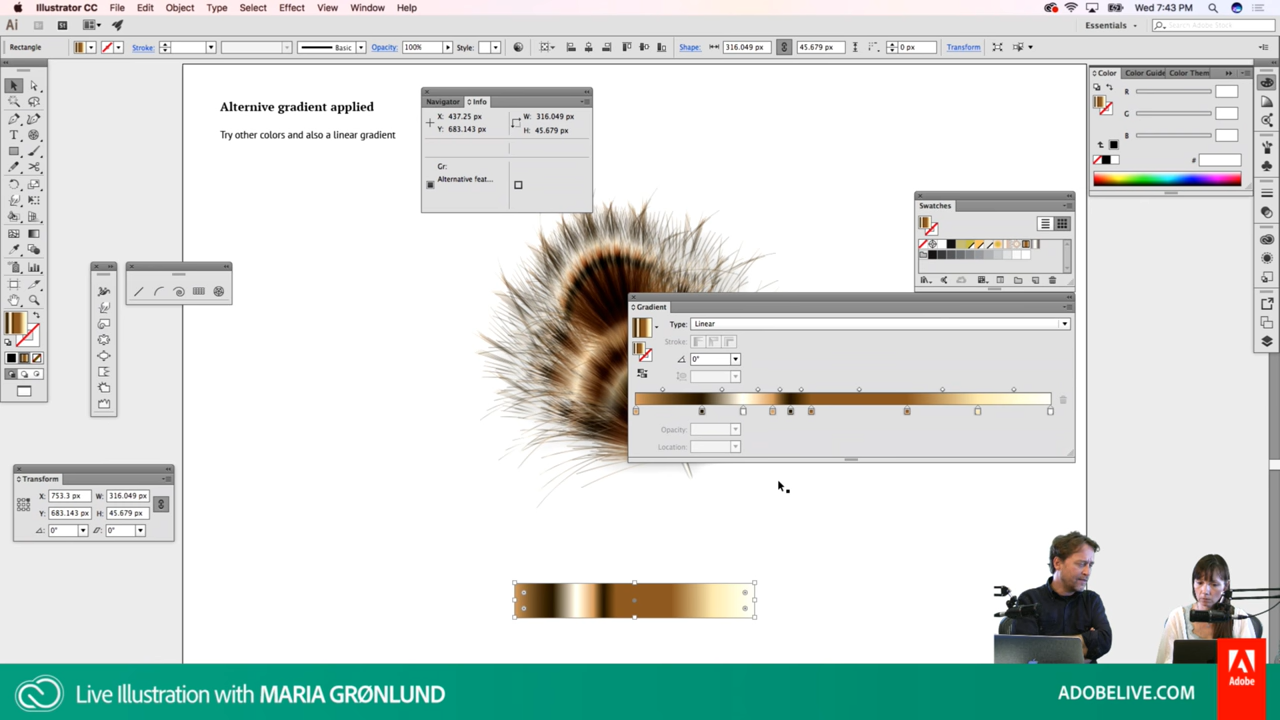 Illustrator CC File Edit Object Type Select Effect View Window Help
Wed 7:43 PM
Ai
Essentials
Search Adobe Stock
Rectangle
Stroke:
Basic
Opacity: 100%
Style:
Shape: 316.049 px
45.679 px
0 px
Transform
Alternive gradient applied
Try other colors and also a linear gradient
Navigator Info
X: 437.25 px
Y: 683.143 px
W: 316.049 px
H: 45.679 px
Gr:
Alternative feat...
Color Color Guide Color Them
R
G
B
#
Swatches
Gradient
Type: Linear
Stroke:
0°
Opacity:
Location:
Transform
X: 753.3 px W: 316.049 px
Y: 683.143 px H: 45.679 px
0° 0°
Live Illustration with MARIA GRØNLUND
ADOBELIVE.COM
Adobe